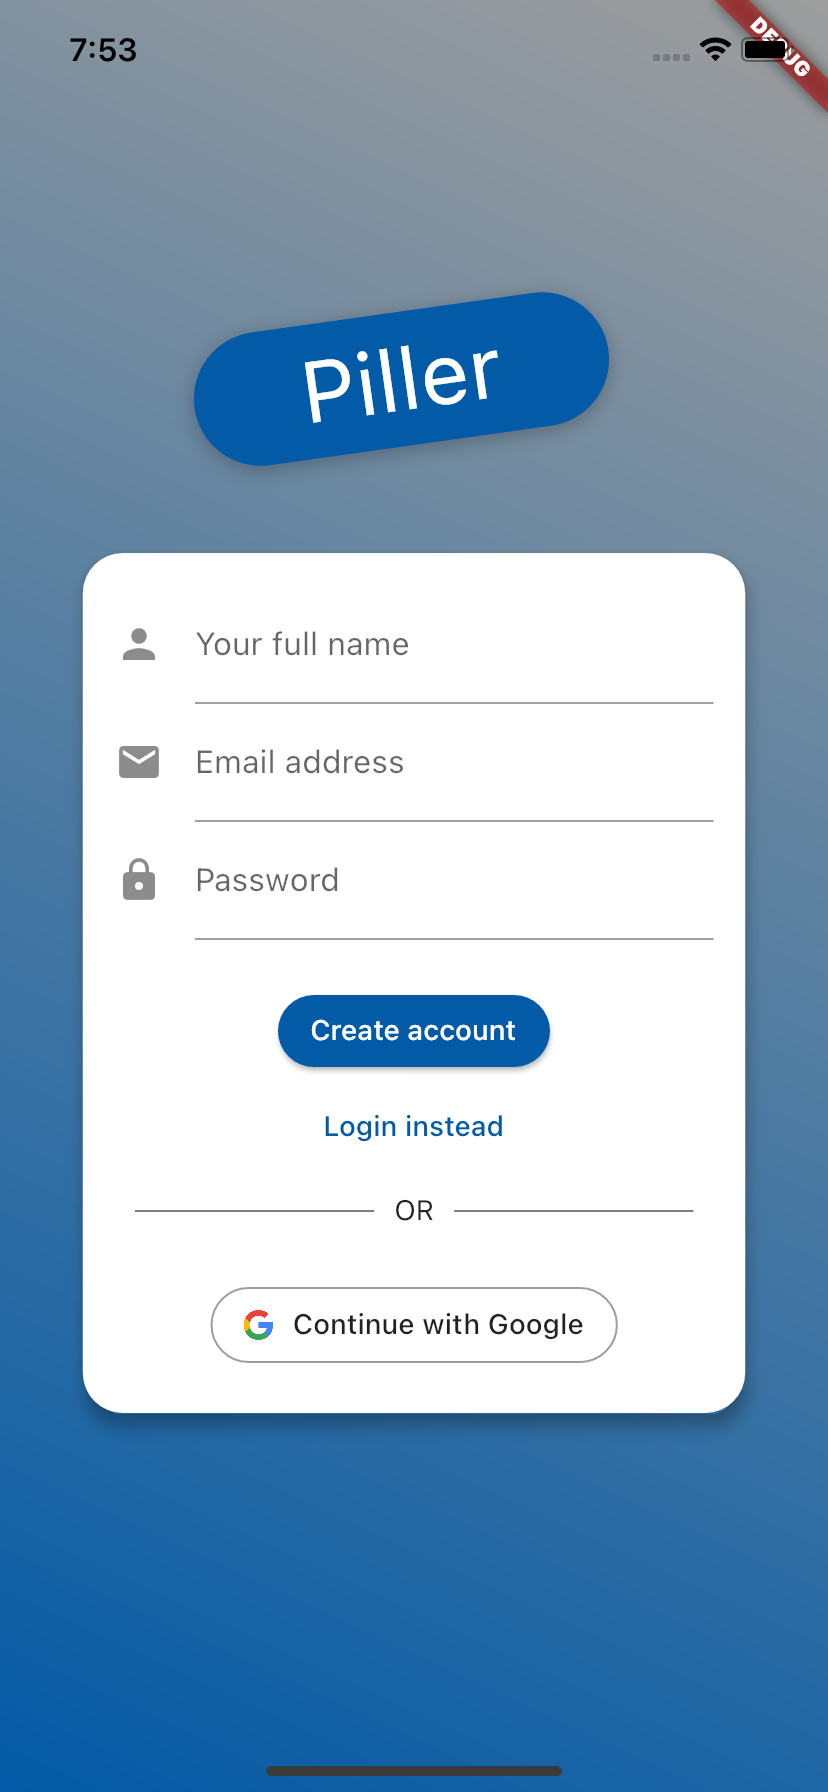 7:53
DEBUG
Piller
Your full name
Email address
Password
Create account
Login instead
OR
Continue with Google